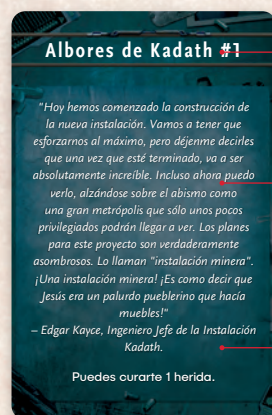 Albores de Kadath #1
"Hoy hemos comenzado la construcción de
la nueva instalación. Vamos a tener que
esforzarnos al máximo, pero déjenme decirles
que una vez que esté terminado, va a ser
absolutamente increíble. Incluso ahora puedo
verlo, alzándose sobre el abismo como
una gran metrópolis que sólo unos pocos
privilegiados podrán llegar a ver. Los planes
para este proyecto son verdaderamente
asombrosos. Lo llaman "instalación minera".
¡Una instalación minera! ¡Es como decir que
Jesús era un palurdo pueblerino que hacía
muebles!"
– Edgar Kayce, Ingeniero Jefe de la Instalación
Kadath.
Puedes curarte 1 herida.